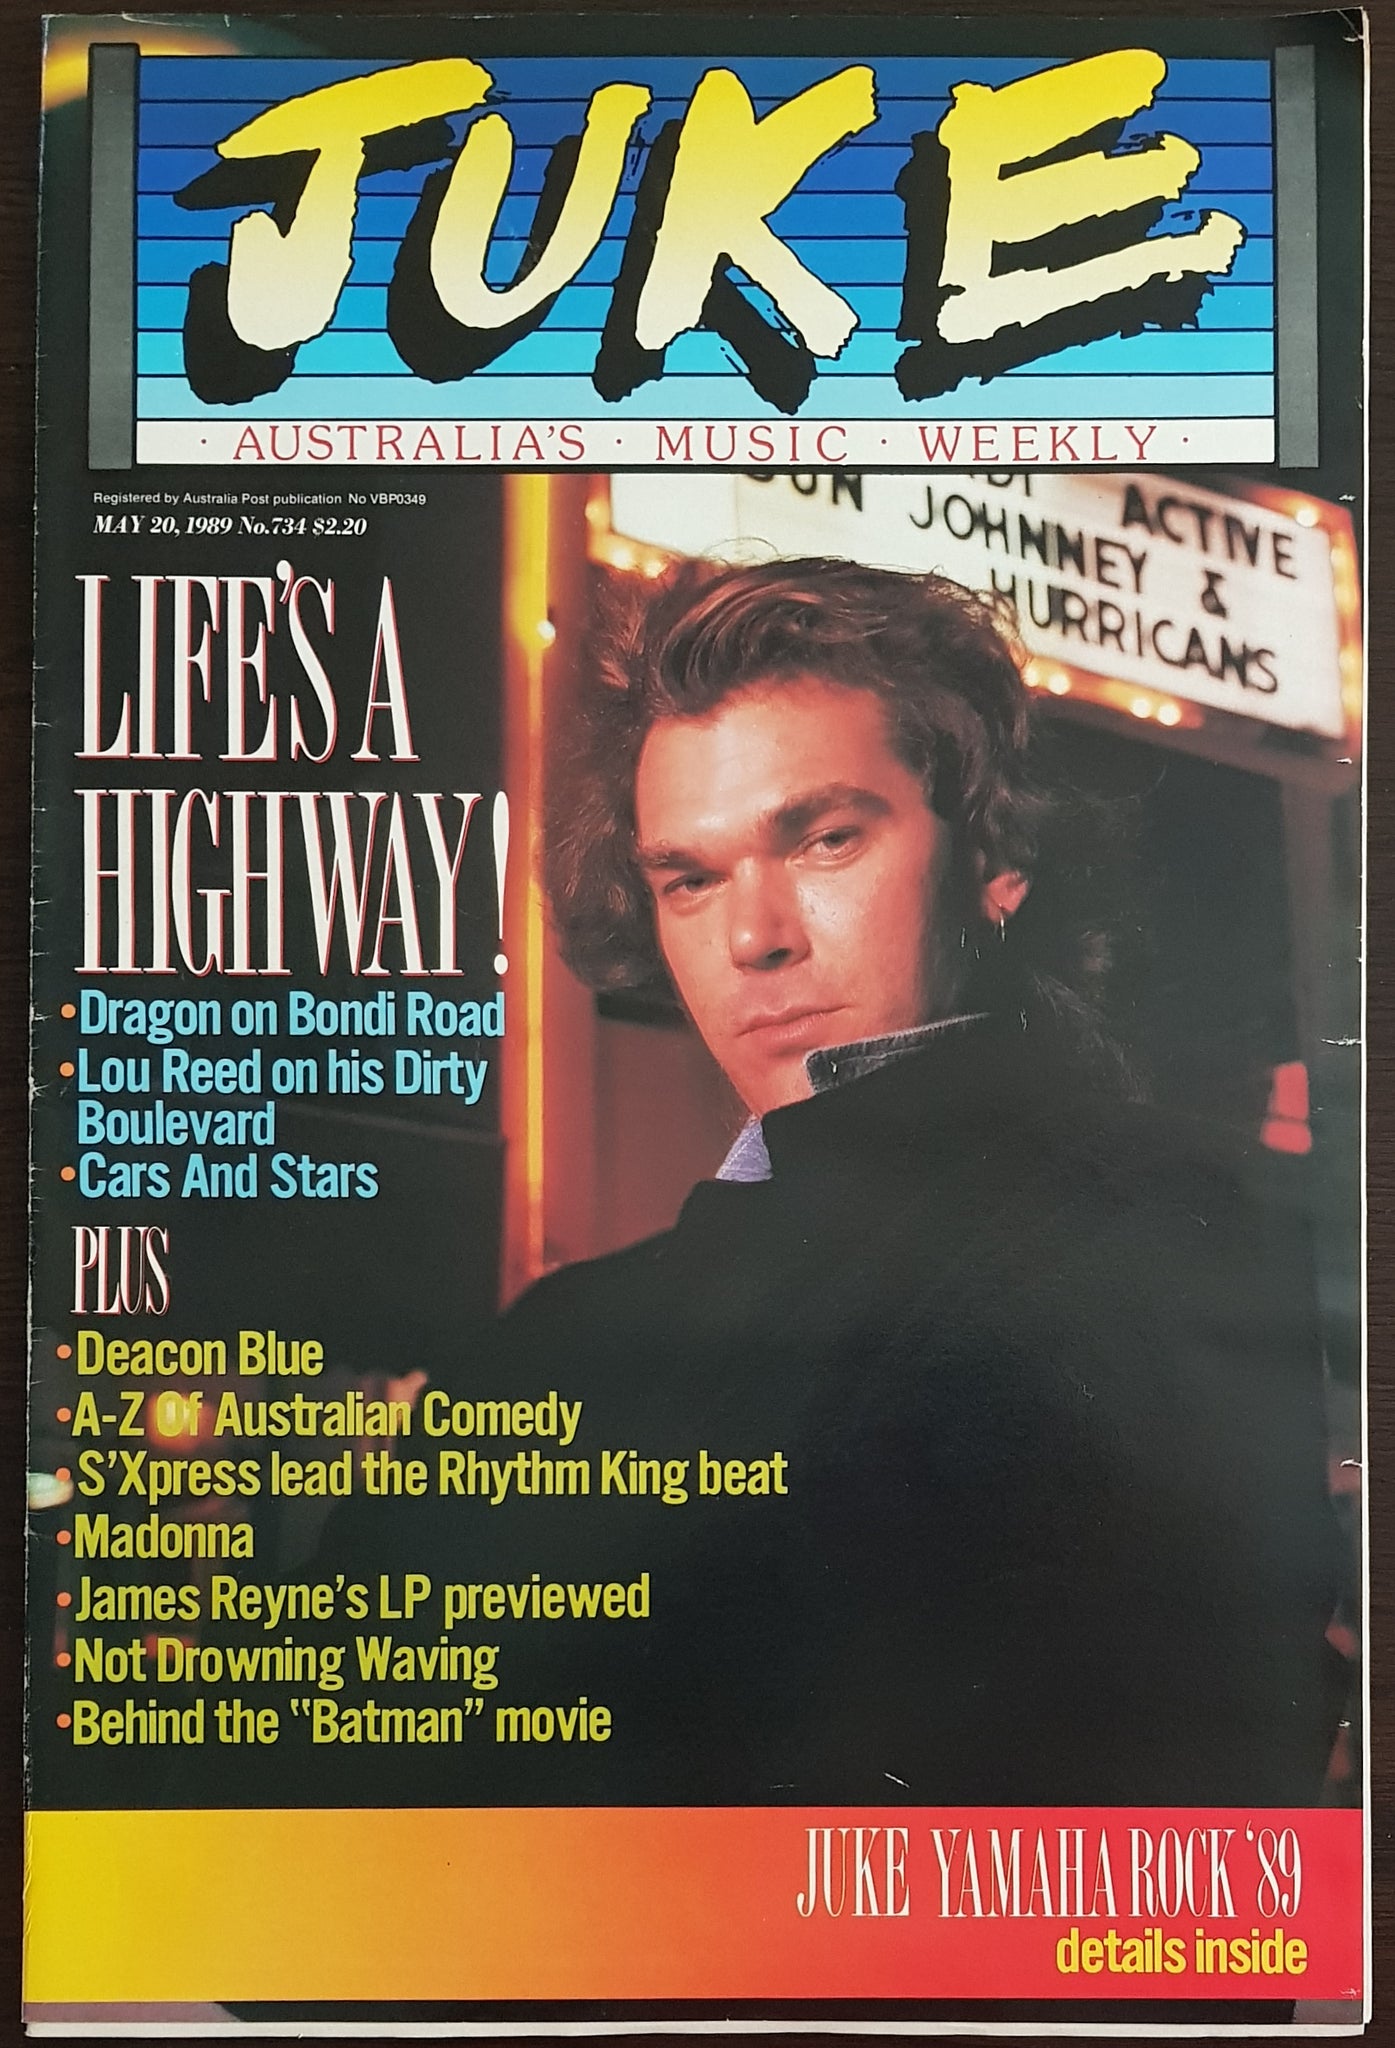 JUKE
· AUSTRALIA'S · MUSIC · WEEKLY ·
Registered by Australia Post publication No VBP0349
MAY 20, 1989 No.734 $2.20
ACTIVE
JOHNNEY &
HURRICANS
LIFE'S A
HIGHWAY!
•Dragon on Bondi Road
•Lou Reed on his Dirty
Boulevard
•Cars And Stars
PLUS
•Deacon Blue
•A-Z Of Australian Comedy
•S'Xpress lead the Rhythm King beat
•Madonna
•James Reyne's LP previewed
•Not Drowning Waving
•Behind the "Batman" movie
JUKE YAMAHA ROCK '89
details inside